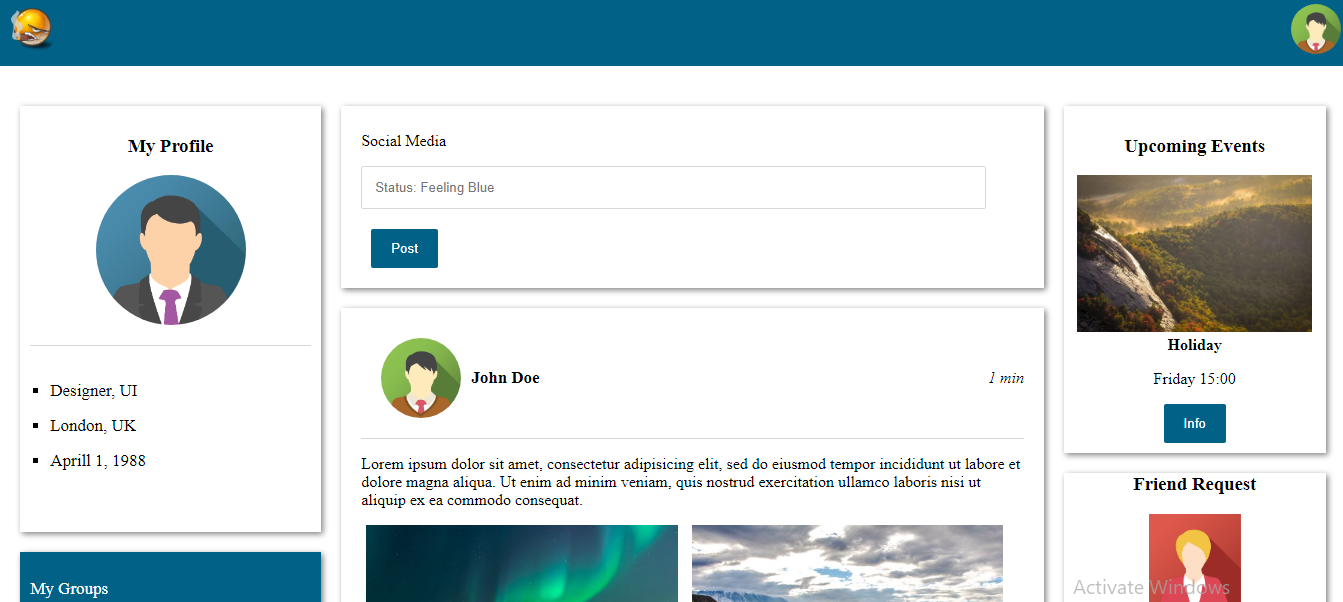 My Profile
Designer, UI
London, UK
Aprill 1, 1988
My Groups
Social Media
Status: Feeling Blue
Post
John Doe
1 min
Lorem ipsum dolor sit amet, consectetur adipisicing elit, sed do eiusmod tempor incididunt ut labore et
dolore magna aliqua. Ut enim ad minim veniam, quis nostrud exercitation ullamco laboris nisi ut
aliquip ex ea commodo consequat.
Upcoming Events
Holiday
Friday 15:00
Info
Friend Request
Activate Windows